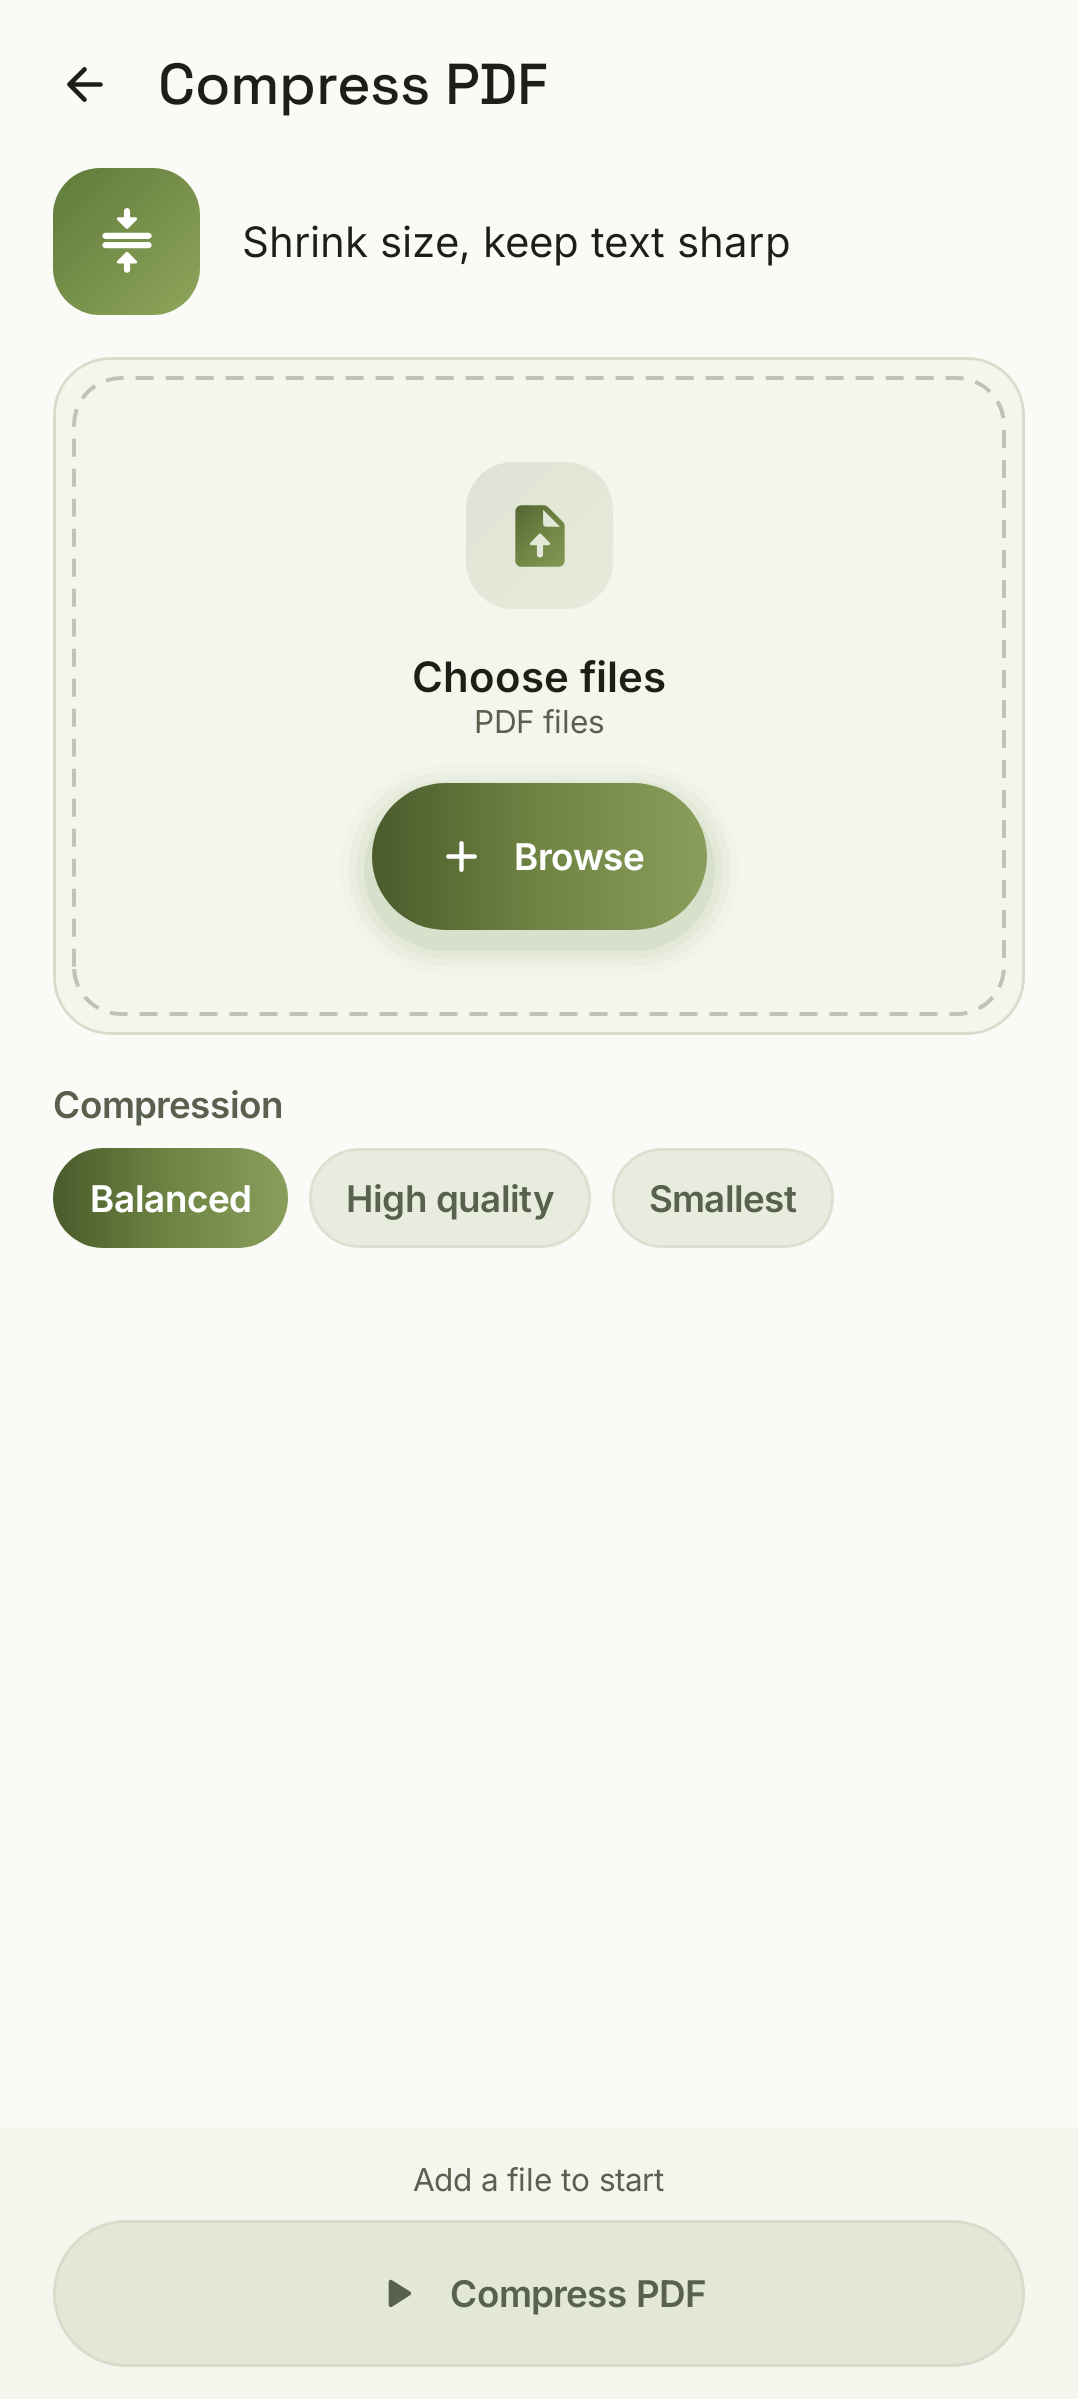 Compress PDF
Shrink size, keep text sharp
Choose files
PDF files
Browse
Compression
Balanced
High quality
Smallest
Add a file to start
Compress PDF